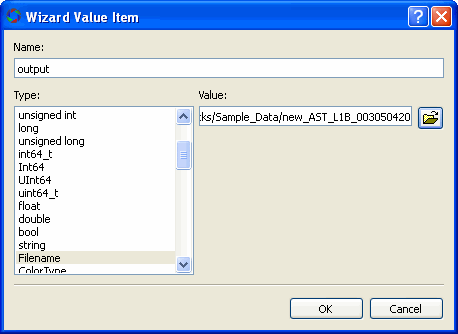 Wizard Value Item
Name:
output
Type:
Value:
unsigned int
long
unsigned long
int64_t
Int64
UInt64
uint64_t
float
double
bool
string
Filename
ColorType
:ks/Sample_Data/new_AST_L1B_003050420
OK
Cancel